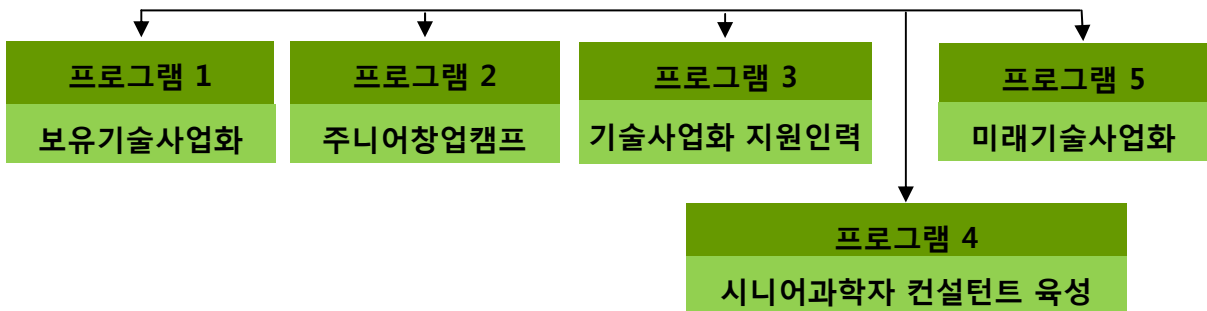 프로그램 1
보유기술사업화
프로그램 2
주니어창업캠프
프로그램 3
기술사업화 지원인력
프로그램 5
미래기술사업화
프로그램 4
시니어과학자 컨설턴트 육성